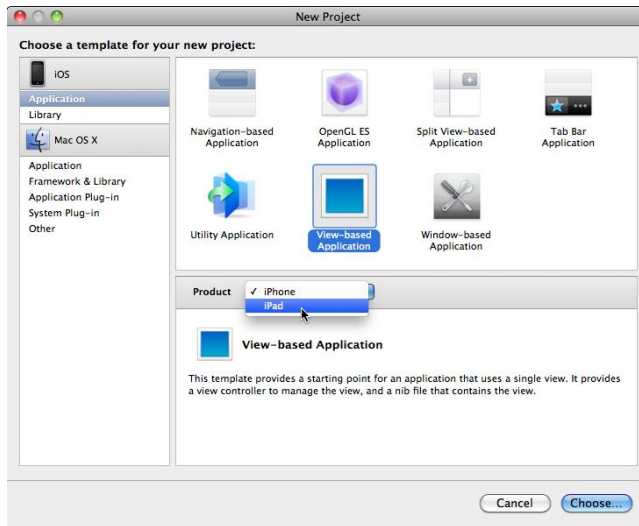 New Project
Choose a template for your new project:
iOS
Application
Library
Mac OS X
Application
Framework & Library
Application Plug-in
System Plug-in
Other
Navigation-based
Application
OpenGL ES
Application
Split View-based
Application
Tab Bar
Application
Utility Application
View-based
Application
Window-based
Application
Product
✓ iPhone
iPad
View-based Application
This template provides a starting point for an application that uses a single view. It provides
a view controller to manage the view, and a nib file that contains the view.
Cancel
Choose...